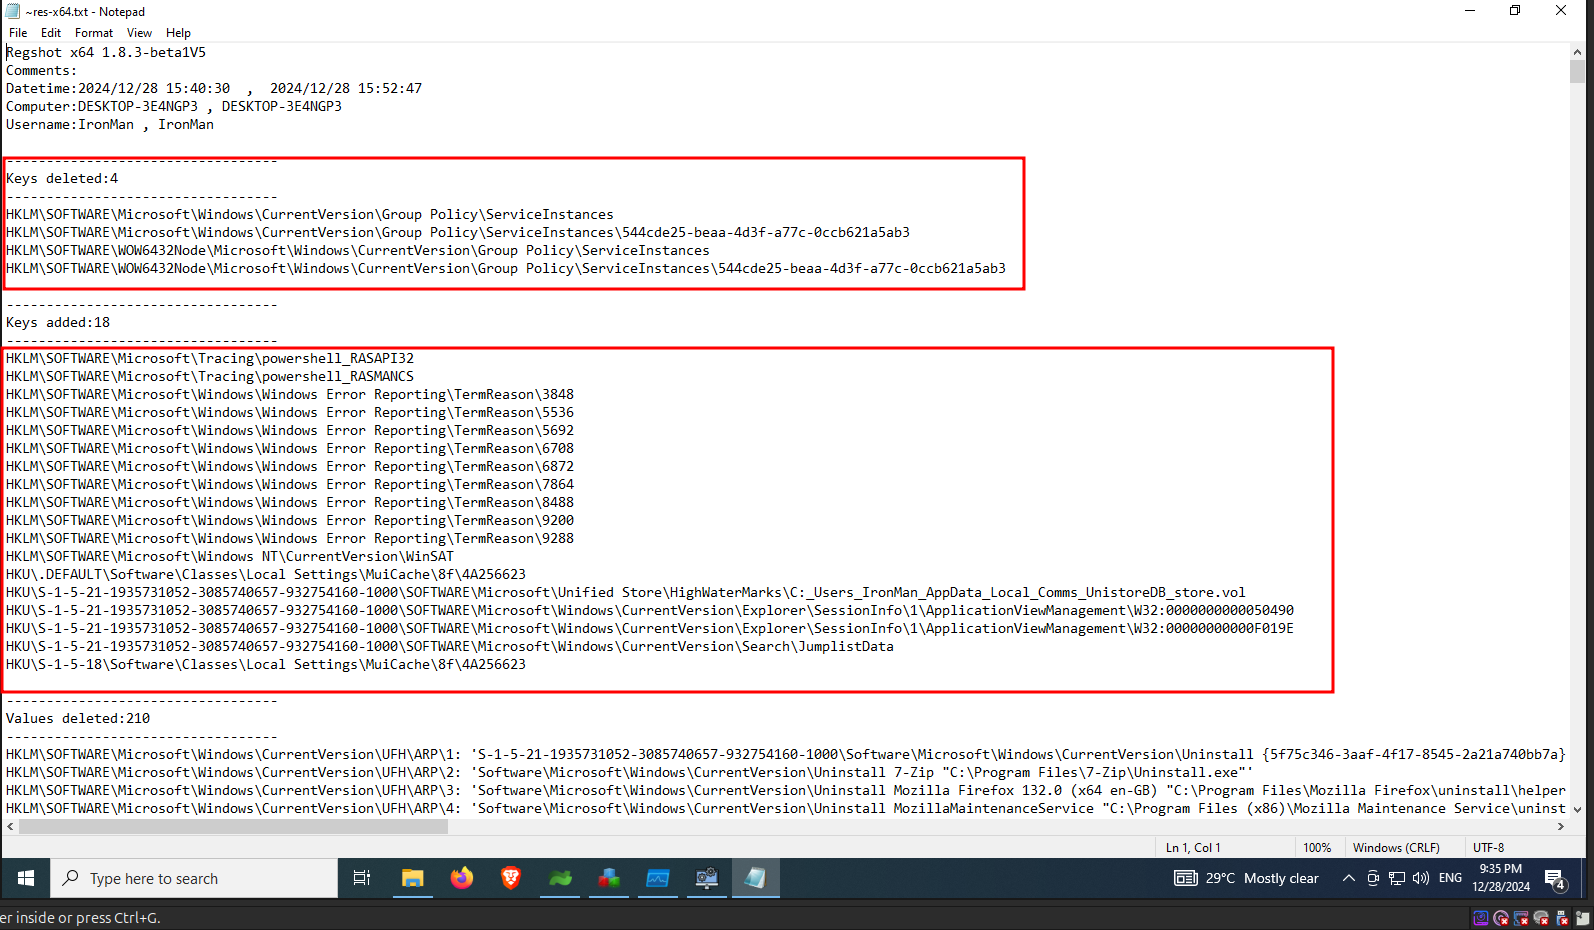 ~res-x64.txt - Notepad
File Edit Format View Help
Regshot x64 1.8.3-beta1V5
Comments:
Datetime:2024/12/28 15:40:30  ,  2024/12/28 15:52:47
Computer:DESKTOP-3E4NGP3 , DESKTOP-3E4NGP3
Username:IronMan , IronMan
----------------------------------
Keys deleted:4
----------------------------------
HKLM\SOFTWARE\Microsoft\Windows\CurrentVersion\Group Policy\ServiceInstances
HKLM\SOFTWARE\Microsoft\Windows\CurrentVersion\Group Policy\ServiceInstances\544cde25-beaa-4d3f-a77c-0ccb621a5ab3
HKLM\SOFTWARE\WOW6432Node\Microsoft\Windows\CurrentVersion\Group Policy\ServiceInstances
HKLM\SOFTWARE\WOW6432Node\Microsoft\Windows\CurrentVersion\Group Policy\ServiceInstances\544cde25-beaa-4d3f-a77c-0ccb621a5ab3
----------------------------------
Keys added:18
----------------------------------
HKLM\SOFTWARE\Microsoft\Tracing\powershell_RASAPI32
HKLM\SOFTWARE\Microsoft\Tracing\powershell_RASMANCS
HKLM\SOFTWARE\Microsoft\Windows\Windows Error Reporting\TermReason\3848
HKLM\SOFTWARE\Microsoft\Windows\Windows Error Reporting\TermReason\5536
HKLM\SOFTWARE\Microsoft\Windows\Windows Error Reporting\TermReason\5692
HKLM\SOFTWARE\Microsoft\Windows\Windows Error Reporting\TermReason\6708
HKLM\SOFTWARE\Microsoft\Windows\Windows Error Reporting\TermReason\6872
HKLM\SOFTWARE\Microsoft\Windows\Windows Error Reporting\TermReason\7864
HKLM\SOFTWARE\Microsoft\Windows\Windows Error Reporting\TermReason\8488
HKLM\SOFTWARE\Microsoft\Windows\Windows Error Reporting\TermReason\9200
HKLM\SOFTWARE\Microsoft\Windows\Windows Error Reporting\TermReason\9288
HKLM\SOFTWARE\Microsoft\Windows NT\CurrentVersion\WinSAT
HKU\.DEFAULT\Software\Classes\Local Settings\MuiCache\8f\4A256623
HKU\S-1-5-21-1935731052-3085740657-932754160-1000\SOFTWARE\Microsoft\Unified Store\HighWaterMarks\C:_Users_IronMan_AppData_Local_Comms_UnistoreDB_store.vol
HKU\S-1-5-21-1935731052-3085740657-932754160-1000\SOFTWARE\Microsoft\Windows\CurrentVersion\Explorer\SessionInfo\1\ApplicationViewManagement\W32:0000000000050490
HKU\S-1-5-21-1935731052-3085740657-932754160-1000\SOFTWARE\Microsoft\Windows\CurrentVersion\Explorer\SessionInfo\1\ApplicationViewManagement\W32:00000000000F019E
HKU\S-1-5-21-1935731052-3085740657-932754160-1000\SOFTWARE\Microsoft\Windows\CurrentVersion\Search\JumplistData
HKU\S-1-5-18\Software\Classes\Local Settings\MuiCache\8f\4A256623
----------------------------------
Values deleted:210
----------------------------------
HKLM\SOFTWARE\Microsoft\Windows\CurrentVersion\UFH\ARP\1: 'S-1-5-21-1935731052-3085740657-932754160-1000\Software\Microsoft\Windows\CurrentVersion\Uninstall {5f75c346-3aaf-4f17-8545-2a21a740bb7a}
HKLM\SOFTWARE\Microsoft\Windows\CurrentVersion\UFH\ARP\2: 'Software\Microsoft\Windows\CurrentVersion\Uninstall 7-Zip "C:\Program Files\7-Zip\Uninstall.exe"'
HKLM\SOFTWARE\Microsoft\Windows\CurrentVersion\UFH\ARP\3: 'Software\Microsoft\Windows\CurrentVersion\Uninstall Mozilla Firefox 132.0 (x64 en-GB) "C:\Program Files\Mozilla Firefox\uninstall\helper
HKLM\SOFTWARE\Microsoft\Windows\CurrentVersion\UFH\ARP\4: 'Software\Microsoft\Windows\CurrentVersion\Uninstall MozillaMaintenanceService "C:\Program Files (x86)\Mozilla Maintenance Service\uninst
Ln 1, Col 1 100% Windows (CRLF) UTF-8
Type here to search 29°C Mostly clear ENG 9:35 PM
12/28/2024 4
er inside or press Ctrl+G.